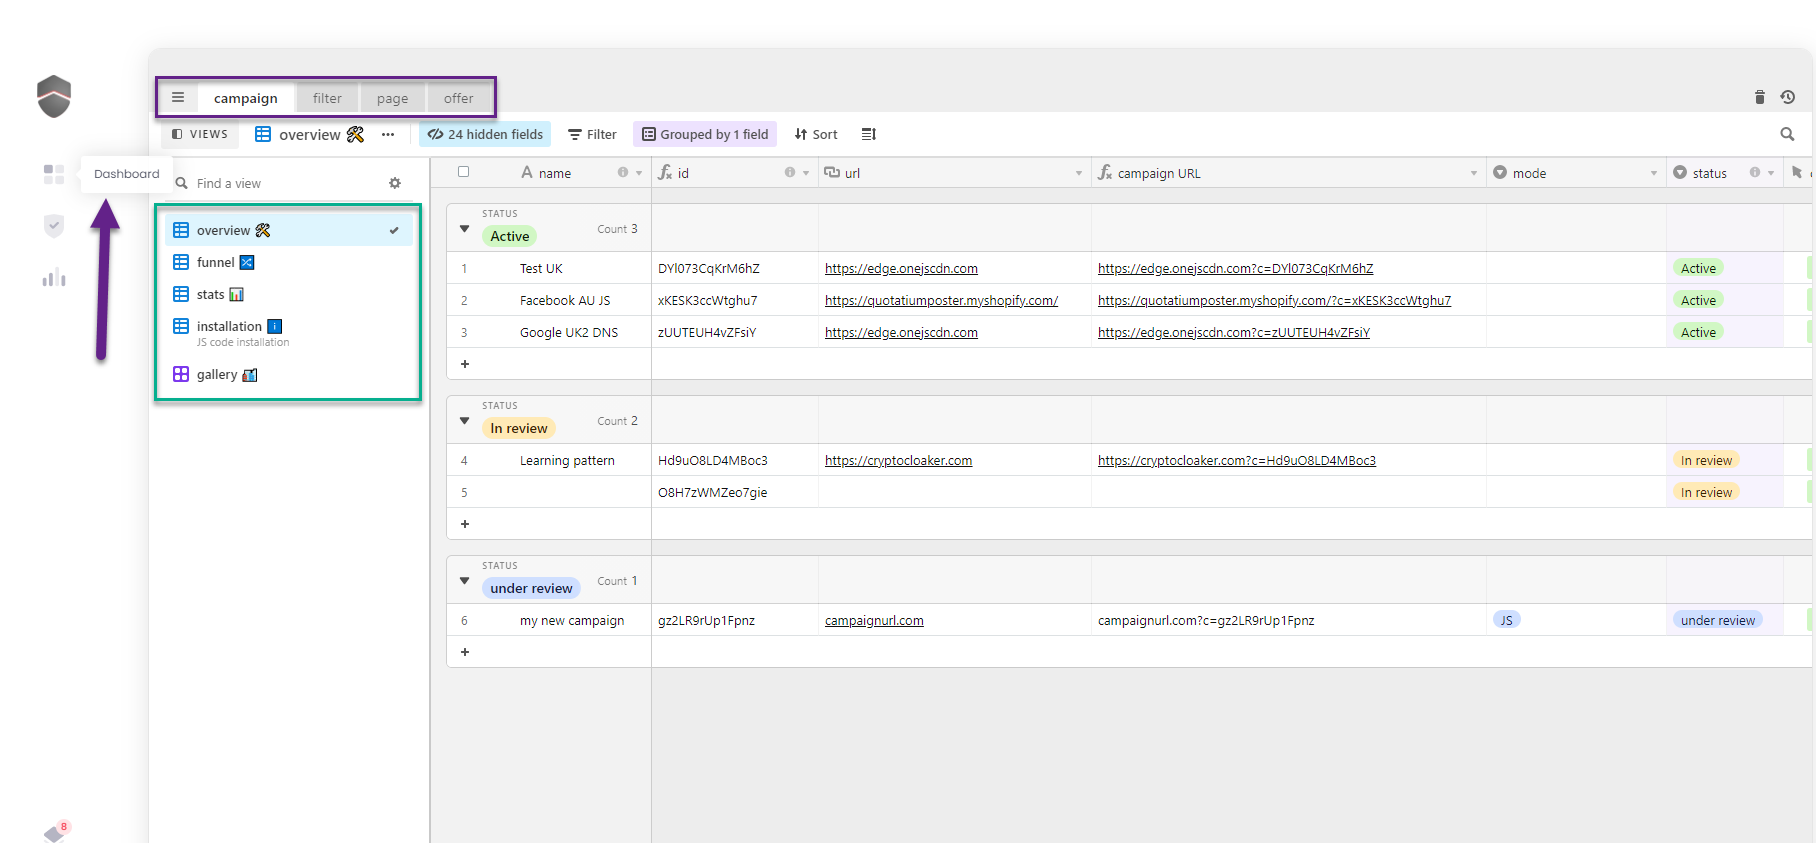 campaign filter page offer
VIEWS overview 24 hidden fields Filter Grouped by 1 field Sort
Dashboard
Find a view
overview
funnel
stats
installation
JS code installation
gallery
name id url campaign URL mode status
STATUS
Active Count 3
1 Test UK DYl073CqKrM6hZ https://edge.onejscdn.com https://edge.onejscdn.com?c=DYl073CqKrM6hZ Active
2 Facebook AU JS xKESK3ccWtghu7 https://quotatiumposter.myshopify.com/ https://quotatiumposter.myshopify.com/?c=xKESK3ccWtghu7 Active
3 Google UK2 DNS zUUTEUH4vZFsiY https://edge.onejscdn.com https://edge.onejscdn.com?c=zUUTEUH4vZFsiY Active
+
STATUS
In review Count 2
4 Learning pattern Hd9uO8LD4MBoc3 https://cryptocloaker.com https://cryptocloaker.com?c=Hd9uO8LD4MBoc3 In review
5 O8H7zWMZeo7gie In review
+
STATUS
under review Count 1
6 my new campaign gz2LR9rUp1Fpnz campaignurl.com campaignurl.com?c=gz2LR9rUp1Fpnz JS under review
+
8